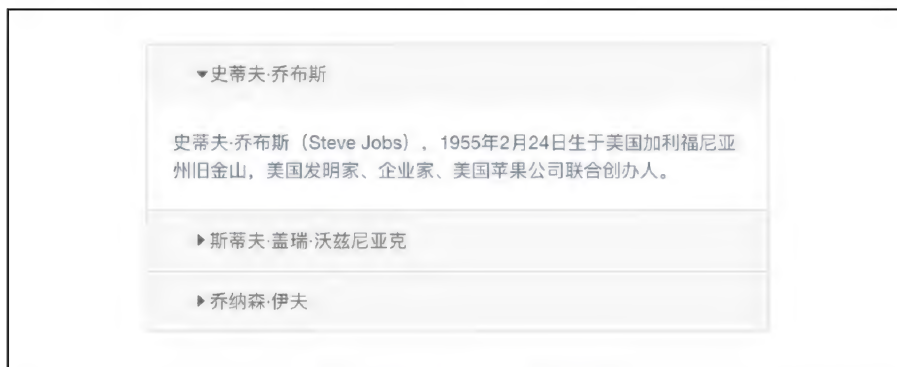 史蒂夫·乔布斯
史蒂夫·乔布斯（Steve Jobs），1955年2月24日生于美国加利福尼亚
州旧金山，美国发明家、企业家、美国苹果公司联合创办人。
斯蒂夫·盖瑞·沃兹尼亚克
乔纳森·伊夫